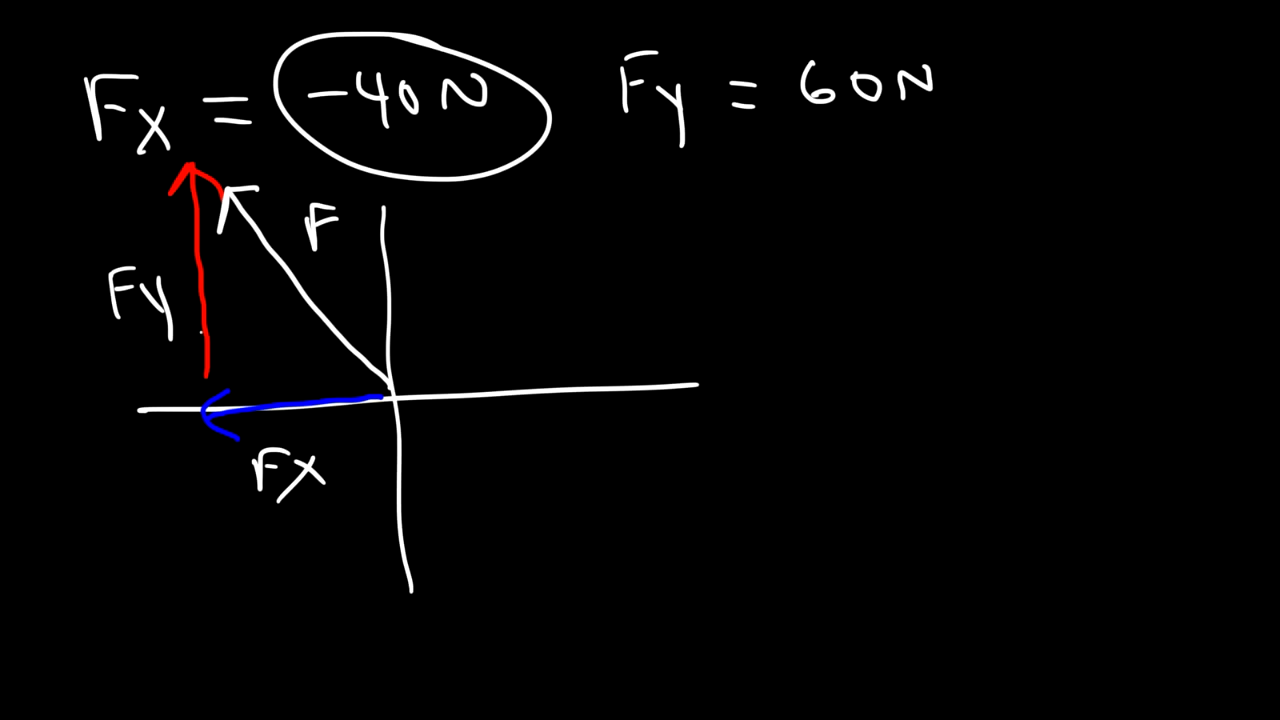 Fx = -40N Fy = 60N
F
Fy
Fx